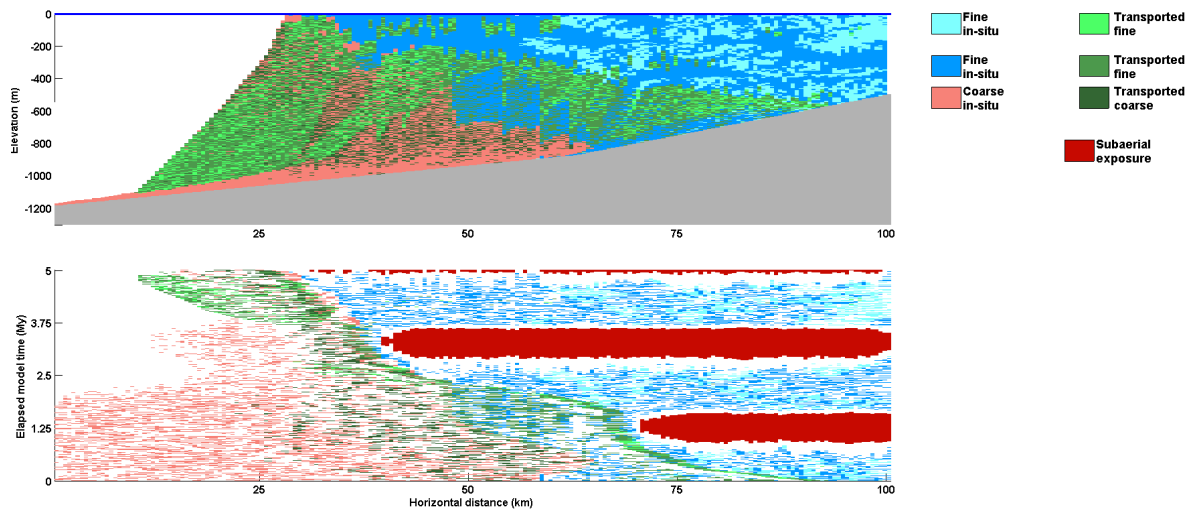 0
-200
-400
-600
-800
-1000
-1200
Elevation (m)
25
50
75
100
Fine
in-situ
Fine
in-situ
Coarse
in-situ
Transported
fine
Transported
fine
Transported
coarse
Subaerial
exposure
5
3.75
2.5
1.25
0
Elapsed model time (My)
25
50
75
100
Horizontal distance (km)